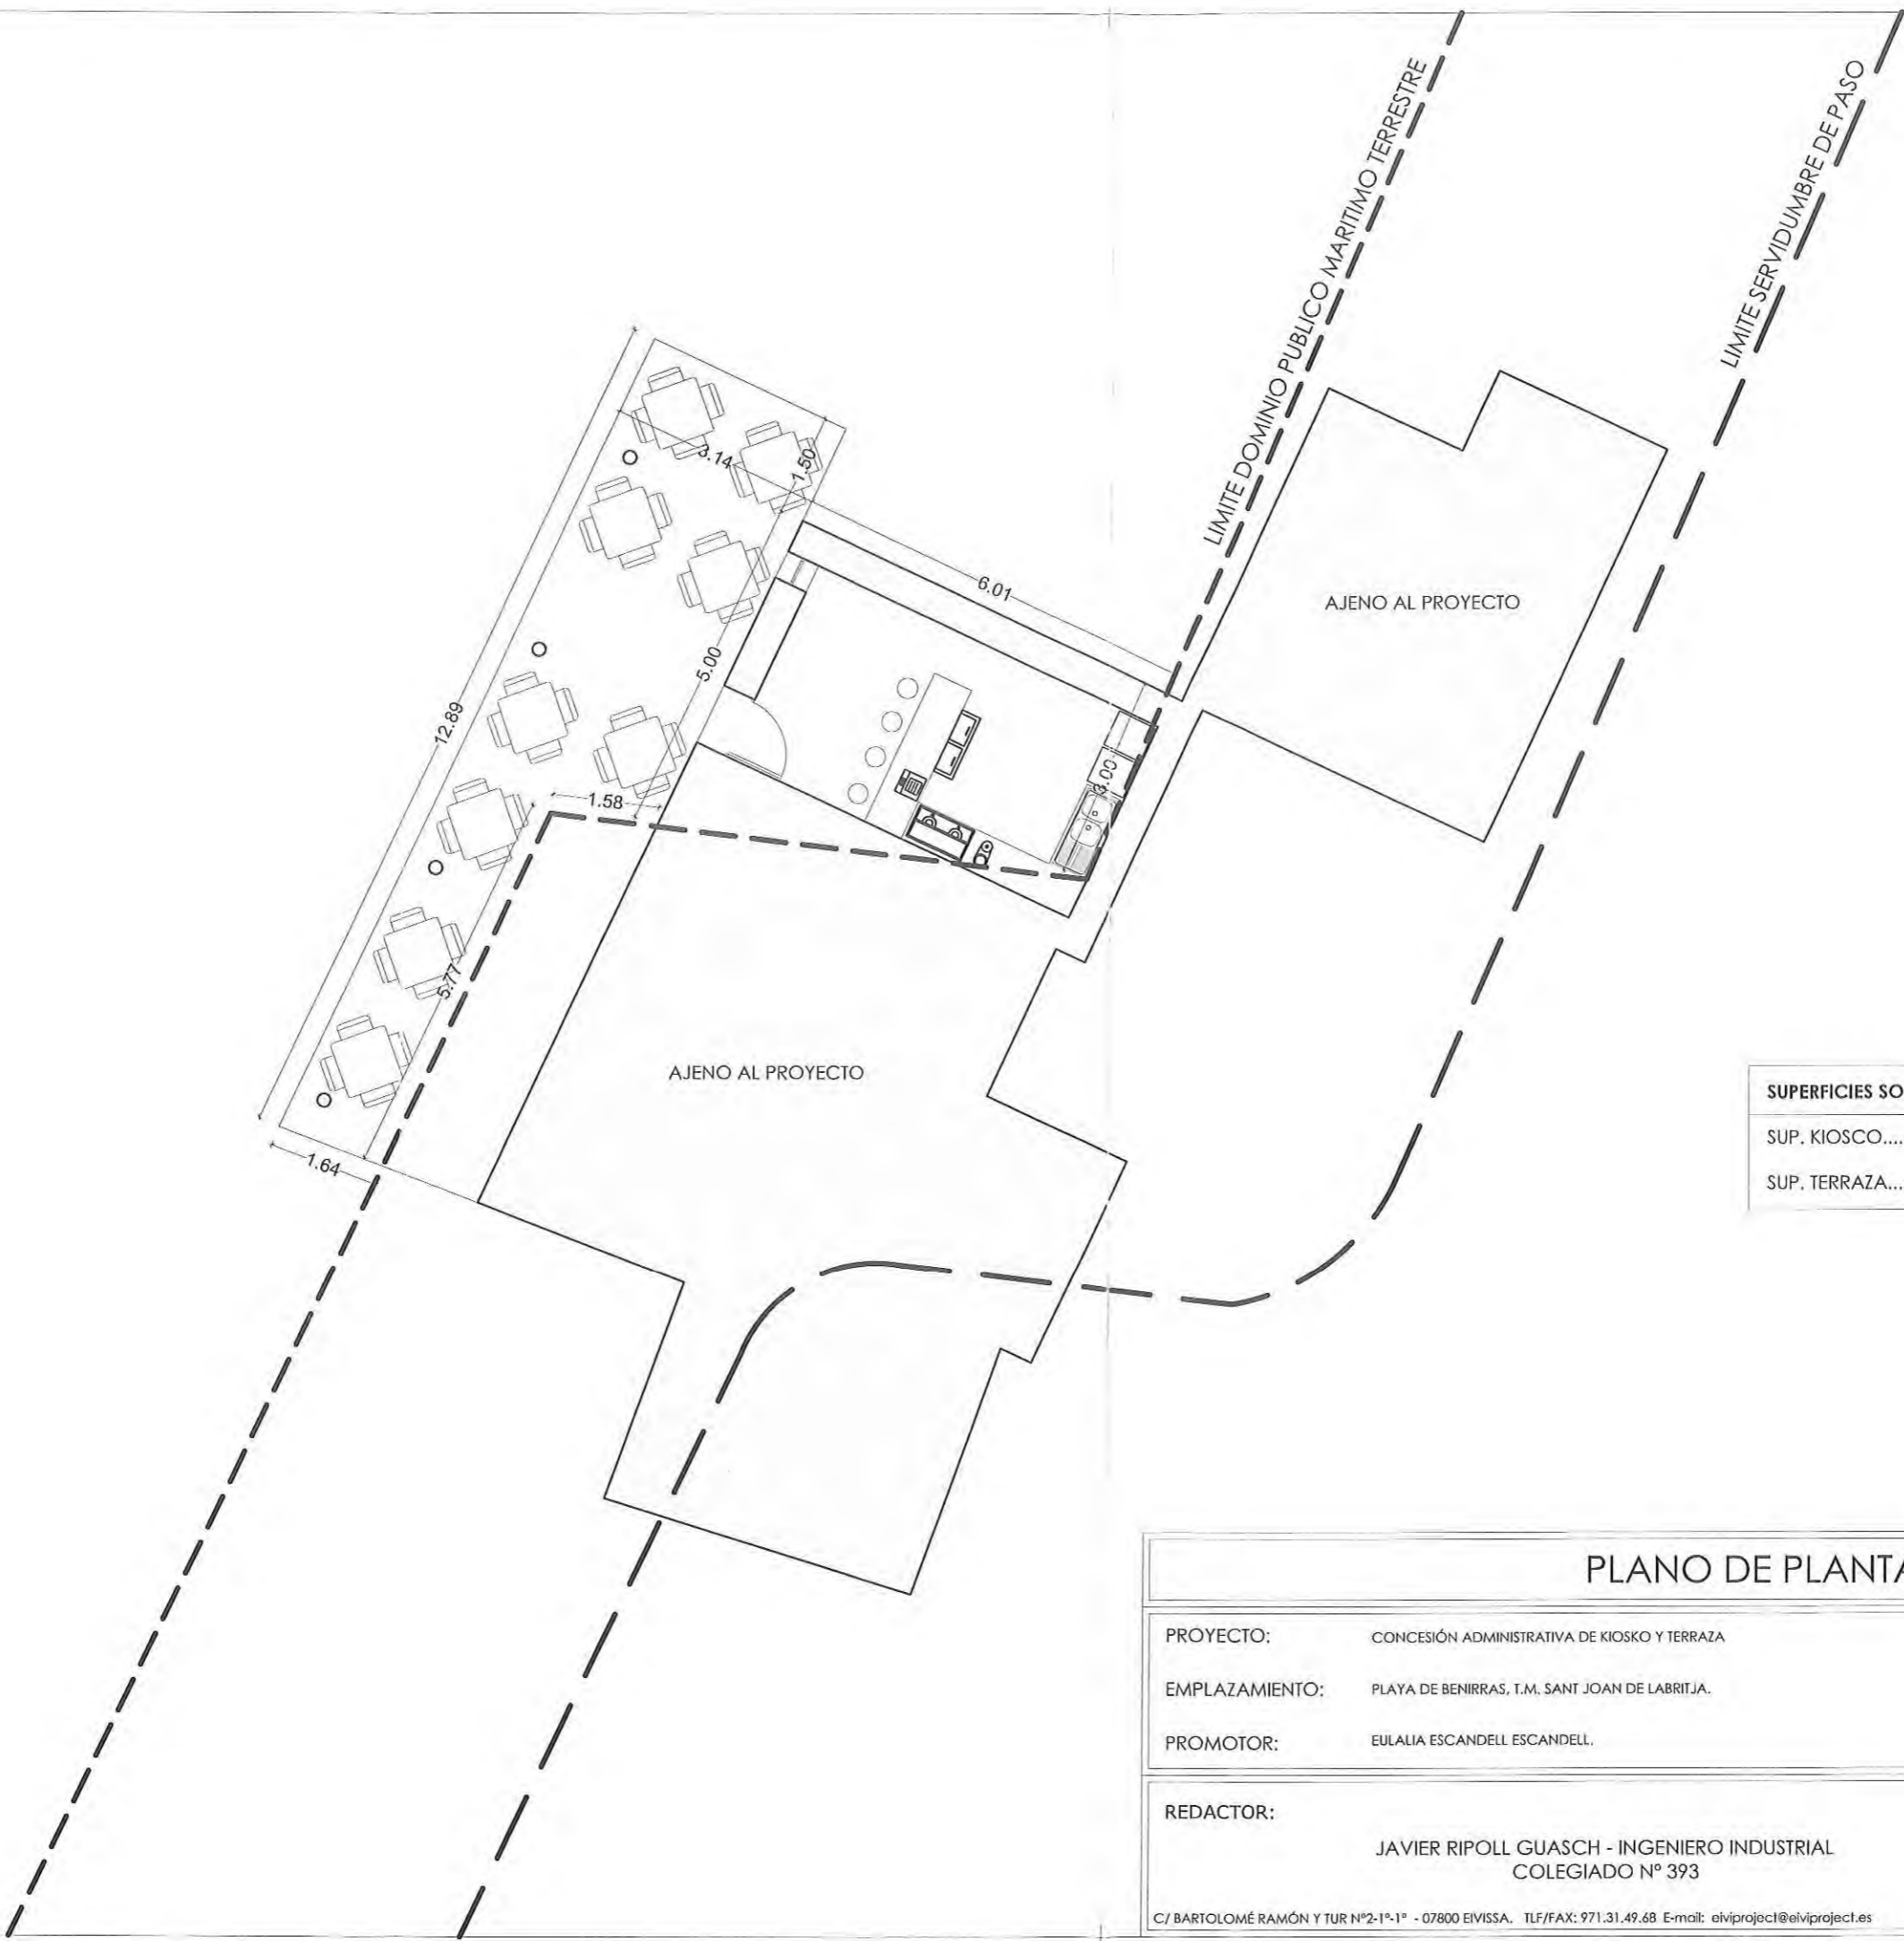 LIMITE DOMINIO PUBLICO MARITIMO TERRESTRE
LIMITE SERVIDUMBRE DE PASO
3.14
1.50
6.01
AJENO AL PROYECTO
5.00
12.89
3.00
1.58
5.77
AJENO AL PROYECTO
1.64
SUPERFICIES SO
SUP. KIOSCO....
SUP. TERRAZA...
PLANO DE PLANTA
PROYECTO: CONCESIÓN ADMINISTRATIVA DE KIOSKO Y TERRAZA
EMPLAZAMIENTO: PLAYA DE BENIRRAS, T.M. SANT JOAN DE LABRITJA.
PROMOTOR: EULALIA ESCANDELL ESCANDELL.
REDACTOR:
JAVIER RIPOLL GUASCH - INGENIERO INDUSTRIAL
COLEGIADO Nº 393
C/ BARTOLOMÉ RAMÓN Y TUR Nº2-1º-1ª - 07800 EIVISSA. TLF/FAX: 971.31.49.68 E-mail: eiviproject@eiviproject.es